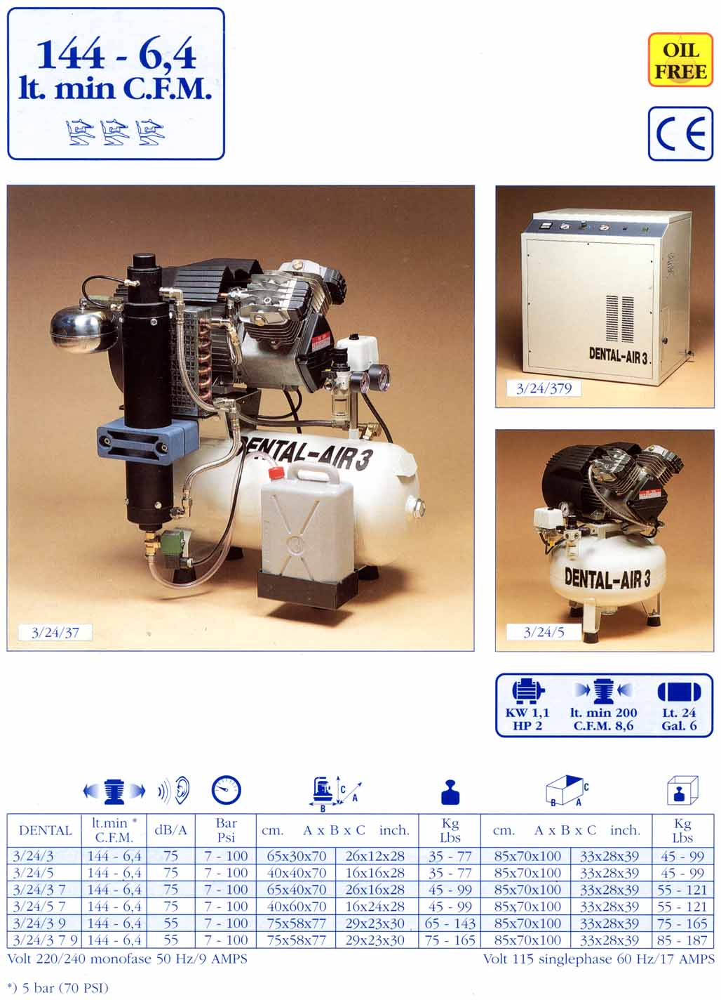 144 - 6,4
lt. min C.F.M.
OIL
FREE
CE
DENTAL-AIR 3
3/24/37
DENTAL-AIR 3.
3/24/379
DENTAL-AIR 3
3/24/5
KW 1,1 lt. min 200 Lt. 24
HP 2 C.F.M. 8,6 Gal. 6
C
A
B
C
B A
DENTAL lt.min * C.F.M. dB/A Bar Psi cm. A x B x C inch. Kg Lbs cm. A x B x C inch. Kg Lbs
3/24/3 144 - 6,4 75 7 - 100 65x30x70 26x12x28 35 - 77 85x70x100 33x28x39 45 - 99
3/24/5 144 - 6,4 75 7 - 100 40x40x70 16x16x28 35 - 77 85x70x100 33x28x39 45 - 99
3/24/3 7 144 - 6,4 75 7 - 100 65x40x70 26x16x28 45 - 99 85x70x100 33x28x39 55 - 121
3/24/5 7 144 - 6,4 75 7 - 100 40x60x70 16x24x28 45 - 99 85x70x100 33x28x39 55 - 121
3/24/3 9 144 - 6,4 55 7 - 100 75x58x77 29x23x30 65 - 143 85x70x100 33x28x39 75 - 165
3/24/3 7 9 144 - 6,4 55 7 - 100 75x58x77 29x23x30 75 - 165 85x70x100 33x28x39 85 - 187
Volt 220/240 monofase 50 Hz/9 AMPS Volt 115 singlephase 60 Hz/17 AMPS
*) 5 bar (70 PSI)